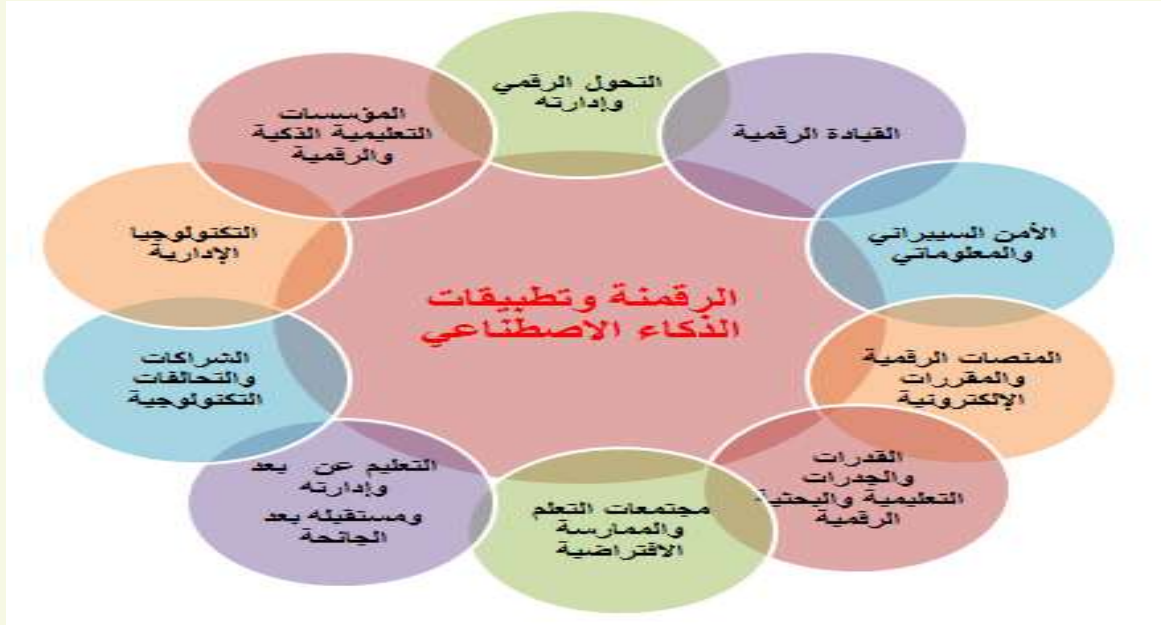 التحول الرقمي
وإدارته
القيادة الرقمية
الأمن السيبراني
والمعلوماتي
المنصات الرقمية
والمقررات
الإلكترونية
القدرات
والجدرات
التعليمية والبحثية
الرقمية
مجتمعات التعلم
والممارسة
الافتراضية
التعليم عن بعد
وإدارته
ومستقبله بعد
الجائحة
الشراكات
والتحالفات
التكنولوجية
التكنولوجيا
الإدارية
المؤسسات
التعليمية الذكية
والرقمية
الرقمنة وتطبيقات
الذكاء الاصطناعي